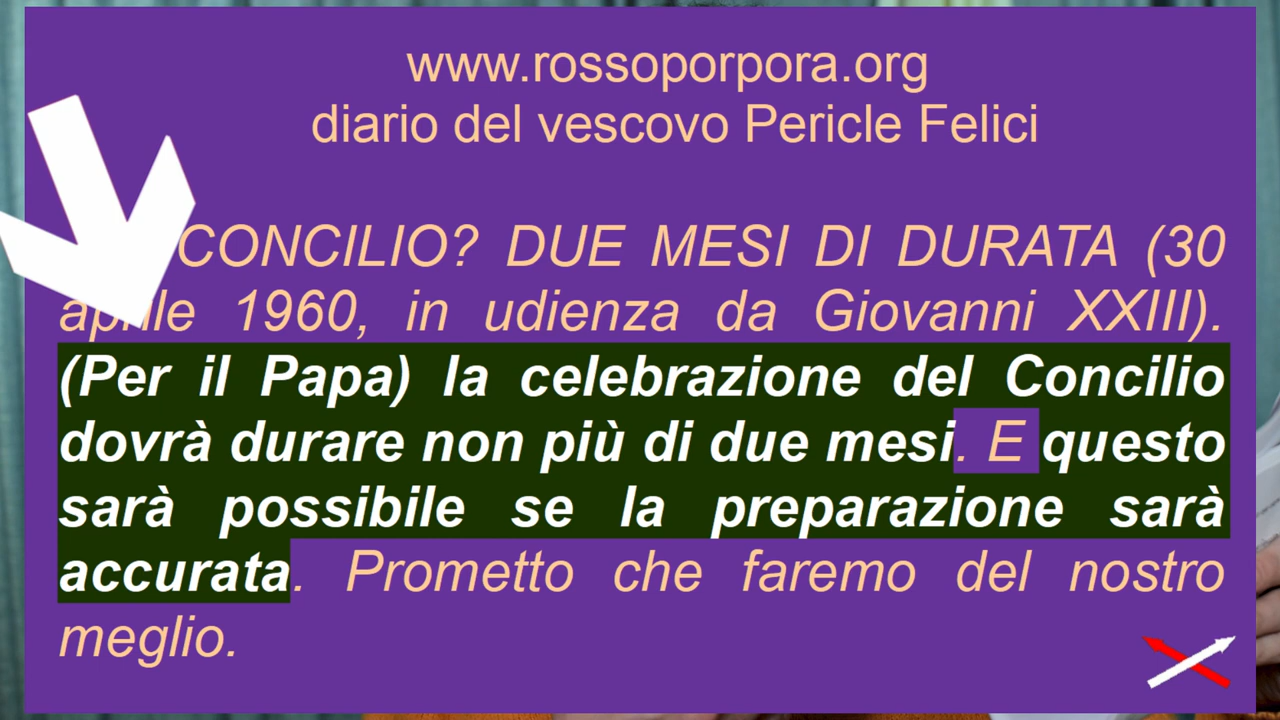 www.rossoporpora.org
diario del vescovo Pericle Felici
CONCILIO? DUE MESI DI DURATA (30
aprile 1960, in udienza da Giovanni XXIII).
(Per il Papa) la celebrazione del Concilio
dovrà durare non più di due mesi. E questo
sarà possibile se la preparazione sarà
accurata. Prometto che faremo del nostro
meglio.